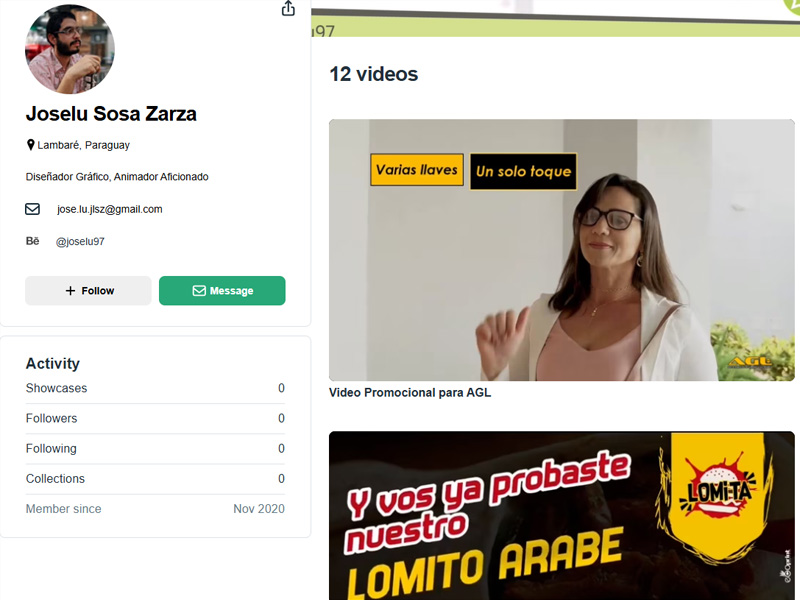 u97
Joselu Sosa Zarza
Lambaré, Paraguay
Diseñador Gráfico, Animador Aficionado
jose.lu.jlsz@gmail.com
Bē @joselu97
+ Follow
Message
Activity
Showcases 0
Followers 0
Following 0
Collections 0
Member since Nov 2020
12 videos
Varias llaves
Un solo toque
AGL
Video Promocional para AGL
Y vos ya probaste
nuestro
LOMITO ARABE
LOMITA